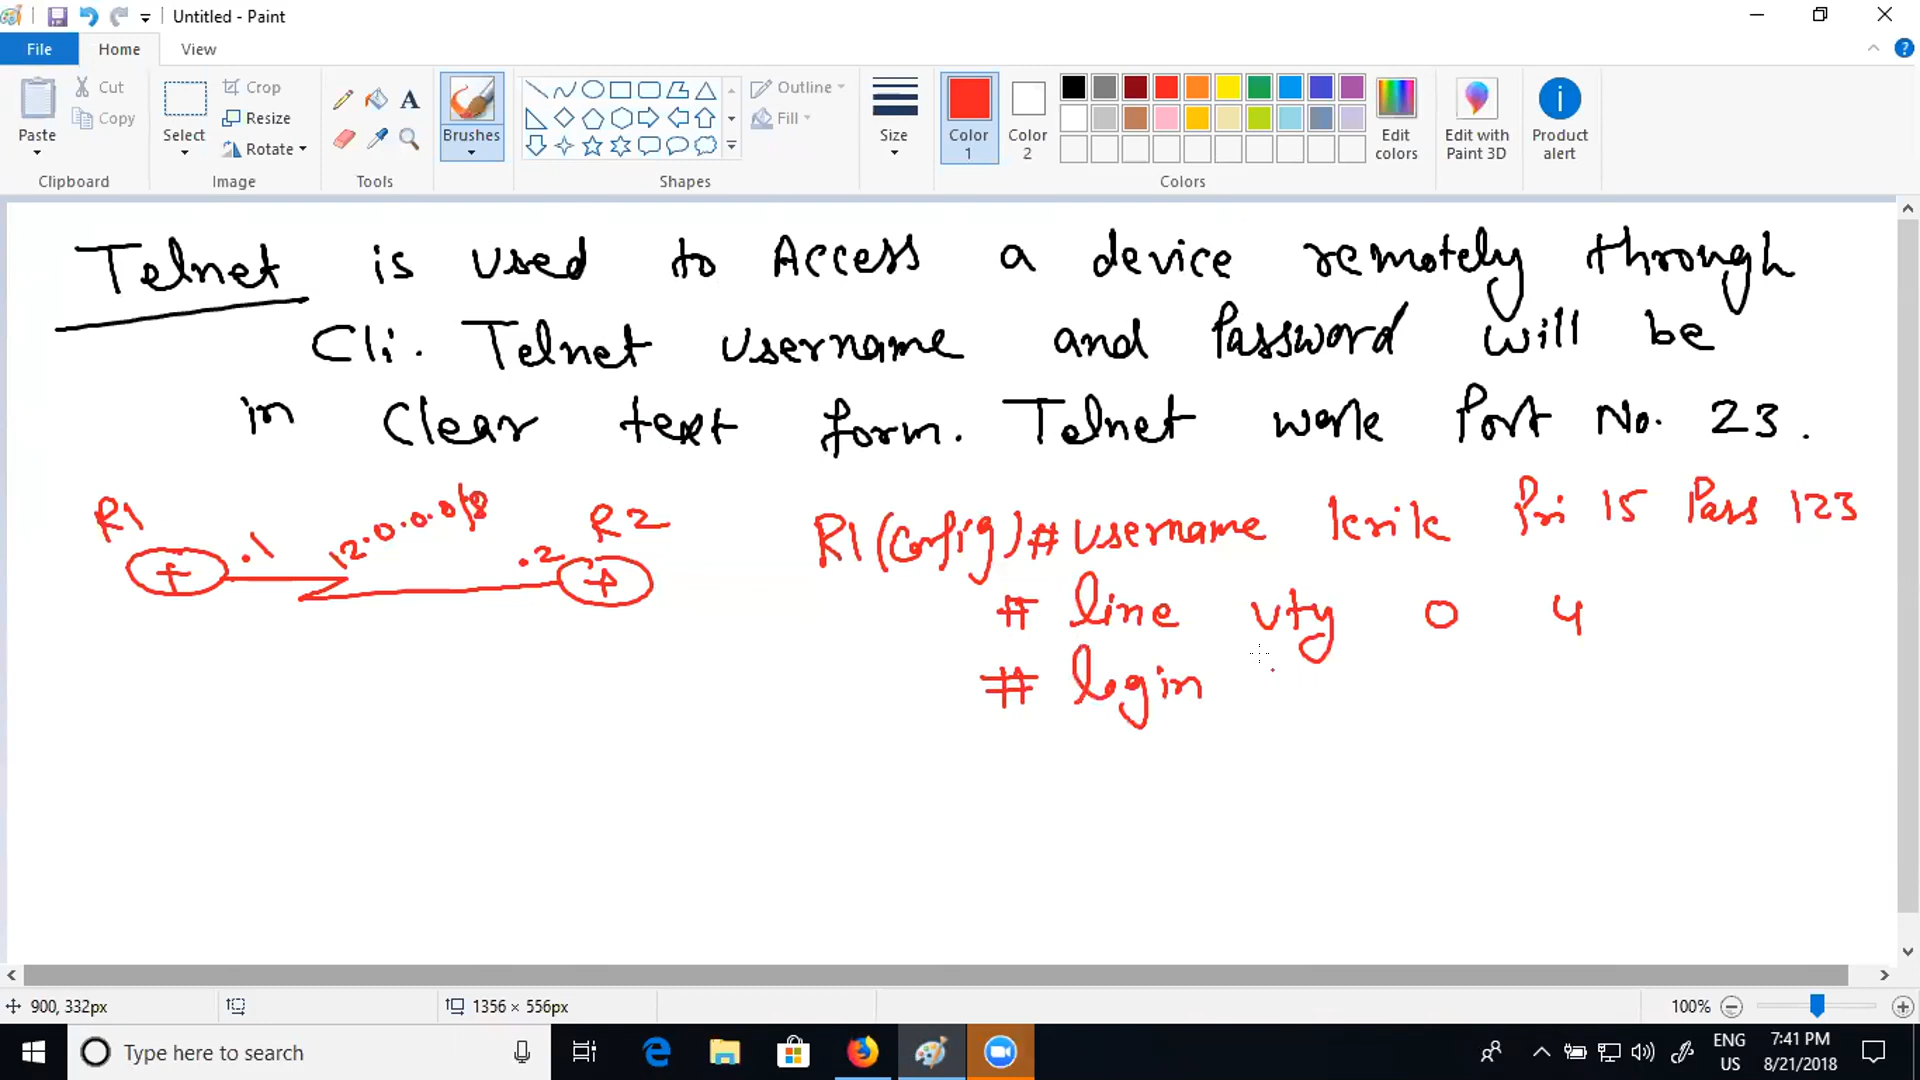 Untitled - Paint
File Home View
Paste Cut Copy Clipboard
Select Crop Resize Rotate Image
Tools
Brushes
Shapes Outline Fill
Size
Color 1 Color 2 Edit colors Colors
Edit with Paint 3D
Product alert
Telnet is used to Access a device remotely through
Cli. Telnet username and Password will be
in Clear text form. Telnet work Port No. 23.
R1 .1 12.0.0.0/8 .2 R2
R1(Config)# username krik Pri 15 Pass 123
# line vty 0 4
# login
900, 332px 1356 × 556px 100%
Type here to search ENG US 7:41 PM 8/21/2018